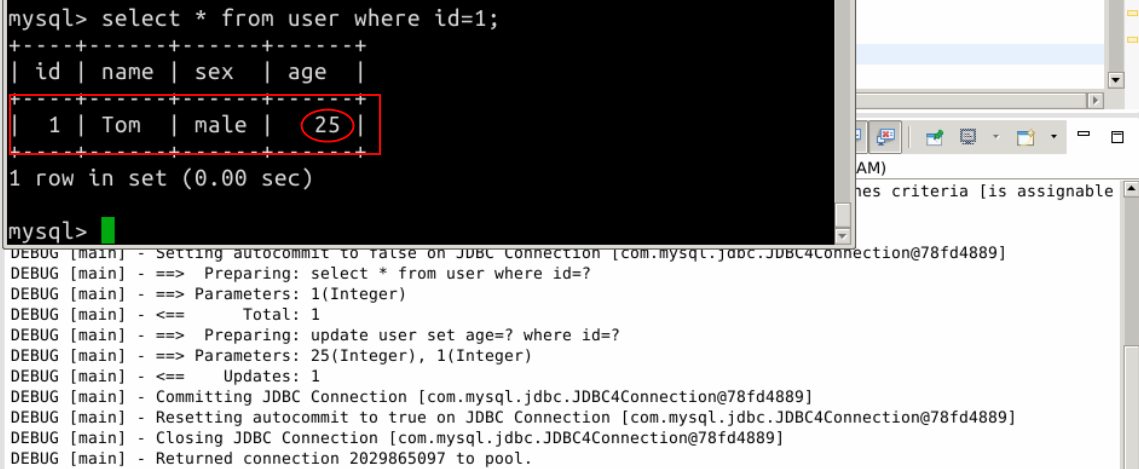 mysql> select * from user where id=1;
+----+------+------+------+
| id | name | sex  | age  |
+----+------+------+------+
|  1 | Tom  | male |   25 |
+----+------+------+------+
1 row in set (0.00 sec)
mysql>
AM)
hes criteria [is assignable
DEBUG [main] - Setting autocommit to false on JDBC Connection [com.mysql.jdbc.JDBC4Connection@78fd4889]
DEBUG [main] - ==>  Preparing: select * from user where id=?
DEBUG [main] - ==> Parameters: 1(Integer)
DEBUG [main] - <==      Total: 1
DEBUG [main] - ==>  Preparing: update user set age=? where id=?
DEBUG [main] - ==> Parameters: 25(Integer), 1(Integer)
DEBUG [main] - <==    Updates: 1
DEBUG [main] - Committing JDBC Connection [com.mysql.jdbc.JDBC4Connection@78fd4889]
DEBUG [main] - Resetting autocommit to true on JDBC Connection [com.mysql.jdbc.JDBC4Connection@78fd4889]
DEBUG [main] - Closing JDBC Connection [com.mysql.jdbc.JDBC4Connection@78fd4889]
DEBUG [main] - Returned connection 2029865097 to pool.